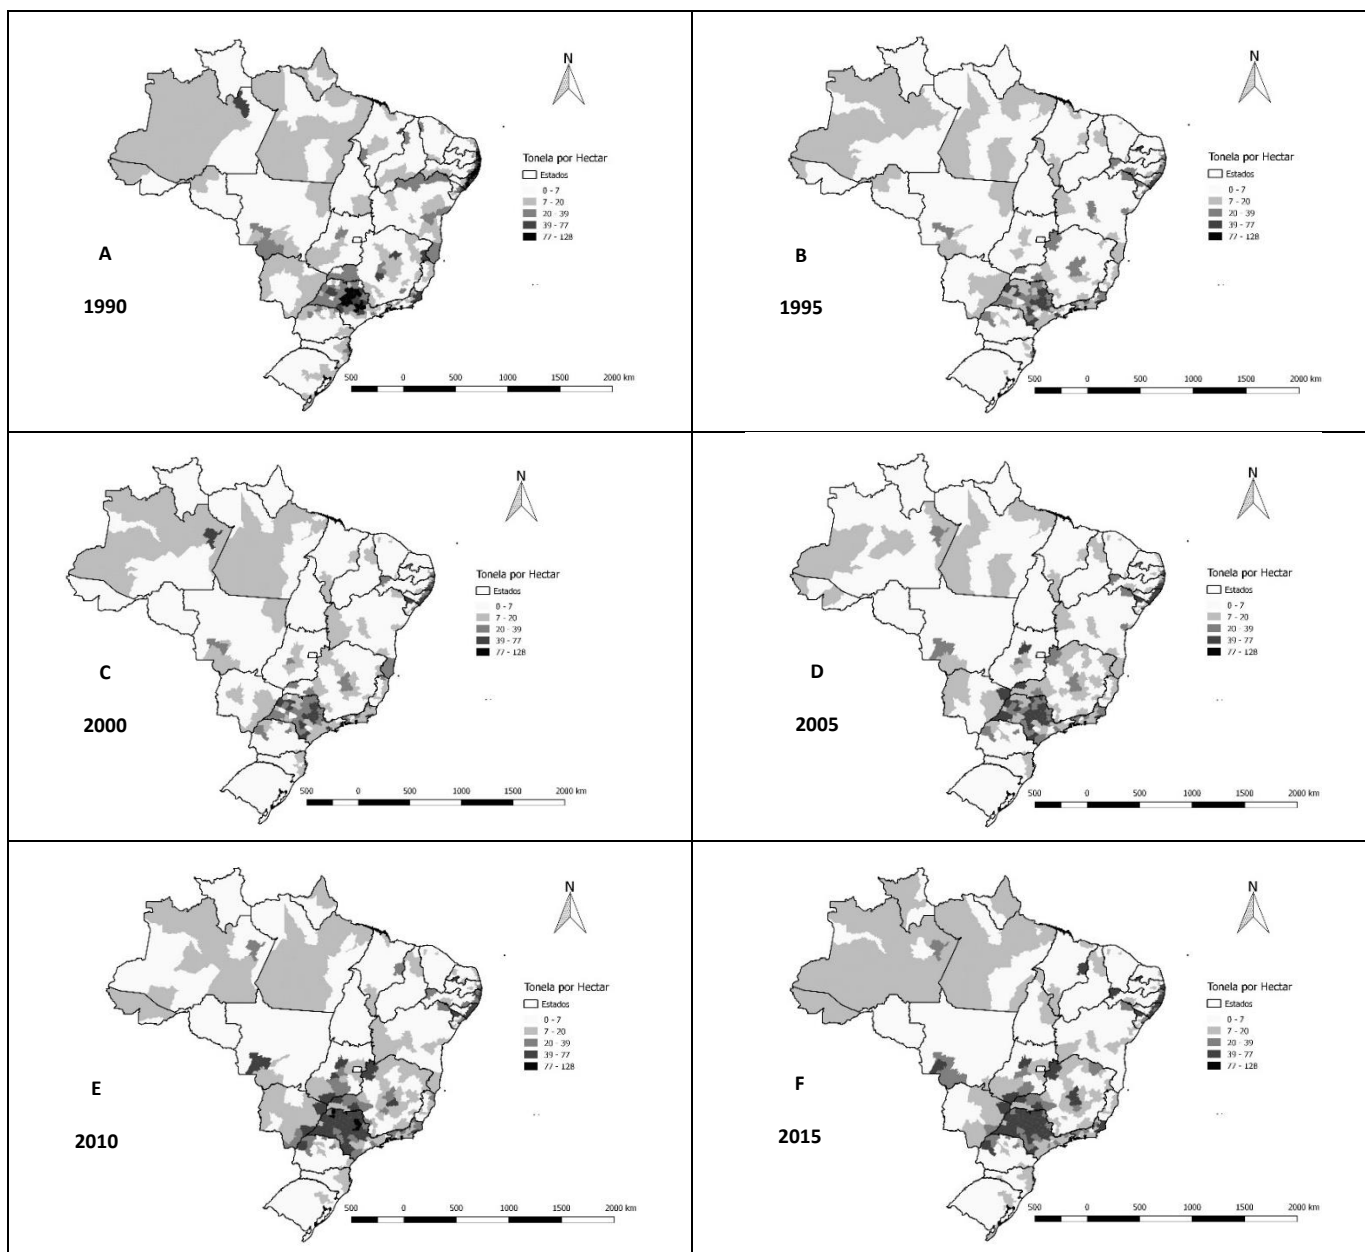 N
Tonela por Hectar
Estados
0 - 7
7 - 20
20 - 39
39 - 77
77 - 128
A
1990
500 0 500 1000 1500 2000 km
N
Tonela por Hectar
Estados
0 - 7
7 - 20
20 - 39
39 - 77
77 - 128
B
1995
500 0 500 1000 1500 2000 km
N
Tonela por Hectar
Estados
0 - 7
7 - 20
20 - 39
39 - 77
77 - 128
C
2000
500 0 500 1000 1500 2000 km
N
Tonela por Hectar
Estados
0 - 7
7 - 20
20 - 39
39 - 77
77 - 128
D
2005
500 0 500 1000 1500 2000 km
N
Tonela por Hectar
Estados
0 - 7
7 - 20
20 - 39
39 - 77
77 - 128
E
2010
500 0 500 1000 1500 2000 km
N
Tonela por Hectar
Estados
0 - 7
7 - 20
20 - 39
39 - 77
77 - 128
F
2015
500 0 500 1000 1500 2000 km